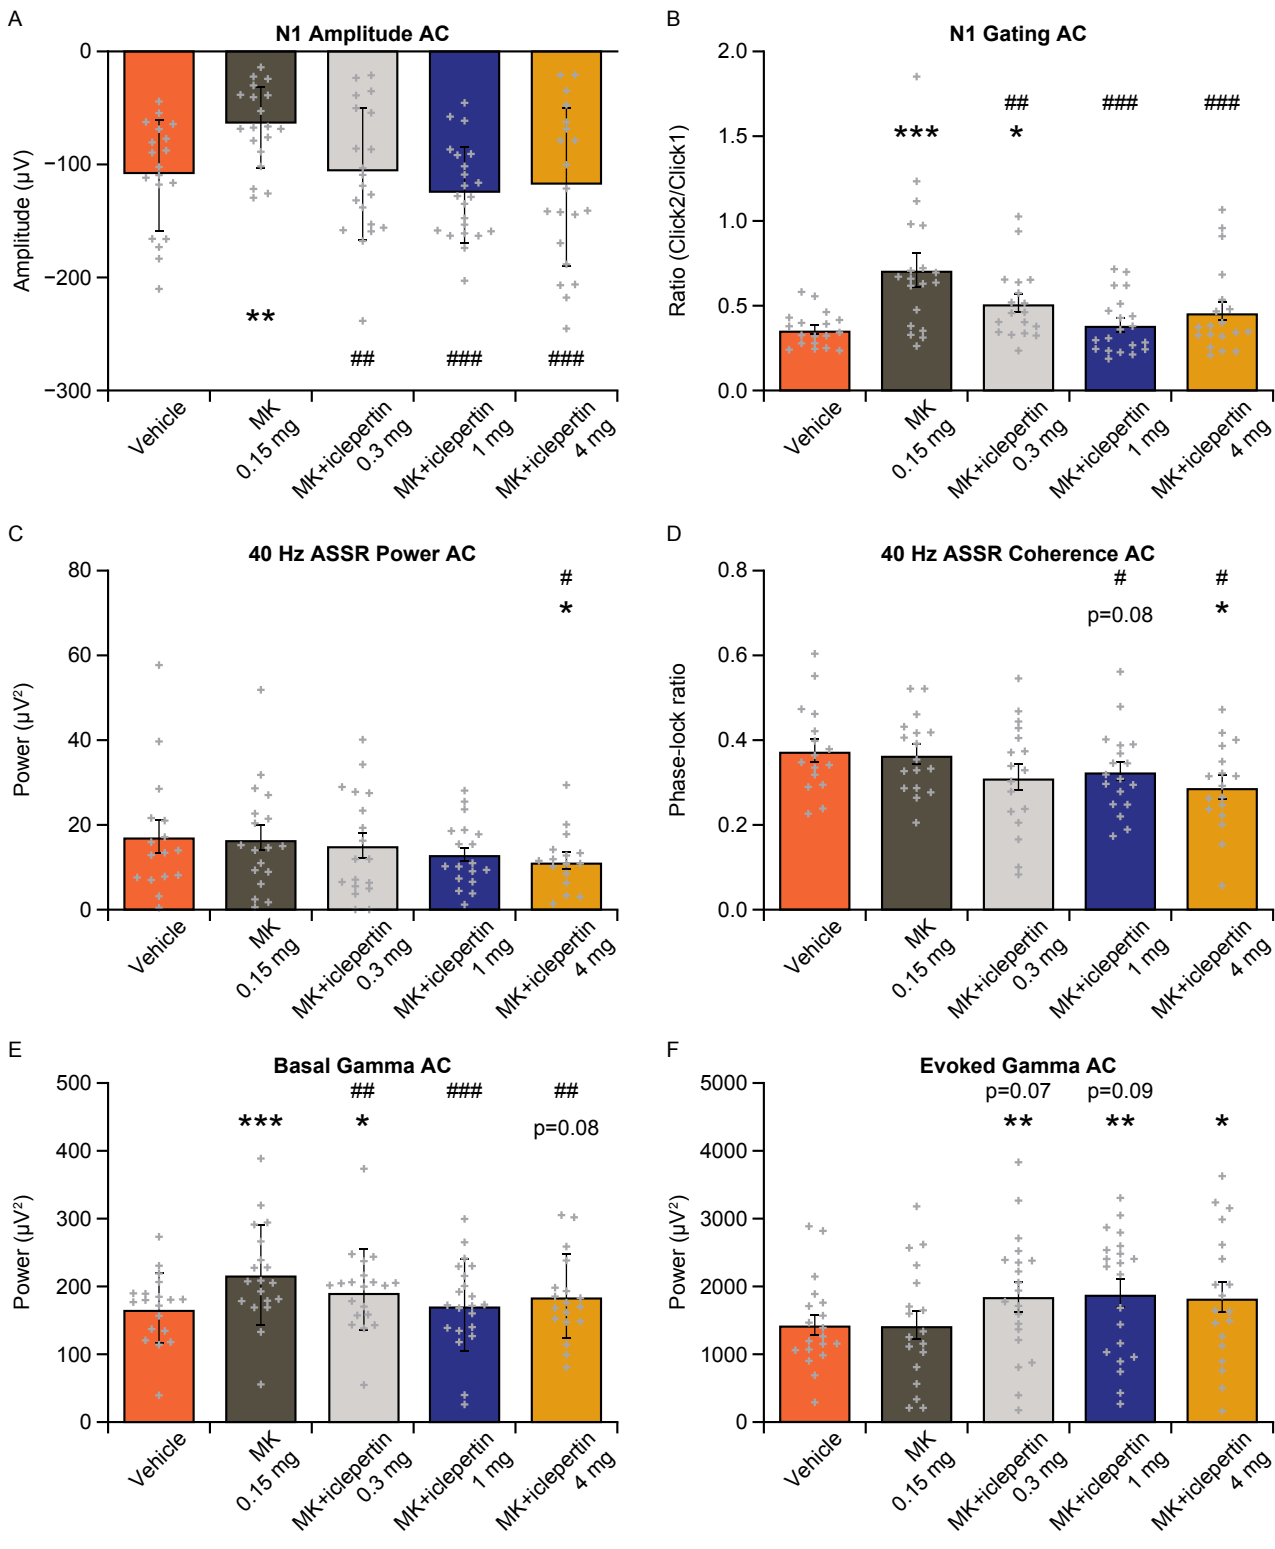 A
N1 Amplitude AC
Amplitude (μV)
0
−100
−200
−300
**
##
###
###
Vehicle
MK
0.15 mg
MK+iclepertin
0.3 mg
MK+iclepertin
1 mg
MK+iclepertin
4 mg
B
N1 Gating AC
Ratio (Click2/Click1)
2.0
1.5
1.0
0.5
0.0
##
###
###
***
*
Vehicle
MK
0.15 mg
MK+iclepertin
0.3 mg
MK+iclepertin
1 mg
MK+iclepertin
4 mg
C
40 Hz ASSR Power AC
Power (μV²)
80
60
40
20
0
#
*
Vehicle
MK
0.15 mg
MK+iclepertin
0.3 mg
MK+iclepertin
1 mg
MK+iclepertin
4 mg
D
40 Hz ASSR Coherence AC
Phase-lock ratio
0.8
0.6
0.4
0.2
0.0
#
#
p=0.08
*
Vehicle
MK
0.15 mg
MK+iclepertin
0.3 mg
MK+iclepertin
1 mg
MK+iclepertin
4 mg
E
Basal Gamma AC
Power (μV²)
500
400
300
200
100
0
##
###
##
***
*
p=0.08
Vehicle
MK
0.15 mg
MK+iclepertin
0.3 mg
MK+iclepertin
1 mg
MK+iclepertin
4 mg
F
Evoked Gamma AC
Power (μV²)
5000
4000
3000
2000
1000
0
p=0.07
p=0.09
**
**
*
Vehicle
MK
0.15 mg
MK+iclepertin
0.3 mg
MK+iclepertin
1 mg
MK+iclepertin
4 mg